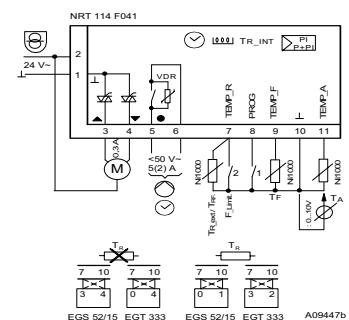 NRT 114 F041
TR_INT
PI
P+PI
24 V~
2
1
⊥
VDR
TEMP_R
PROG
TEMP_F
⊥
TEMP_A
3 4 5 6 7 8 9 10 11
0,3A
M
<50 V~
5(2) A
Ni1000
2
1
Ni1000
Ni1000
TR_ext / TRF.
F_Limit.
TF
: 0...10V
TA
TR
TR
7 10 7 10 7 10 7 10
3 4 0 4 0 1 3 2
EGS 52/15 EGT 333 EGS 52/15 EGT 333
A09447b